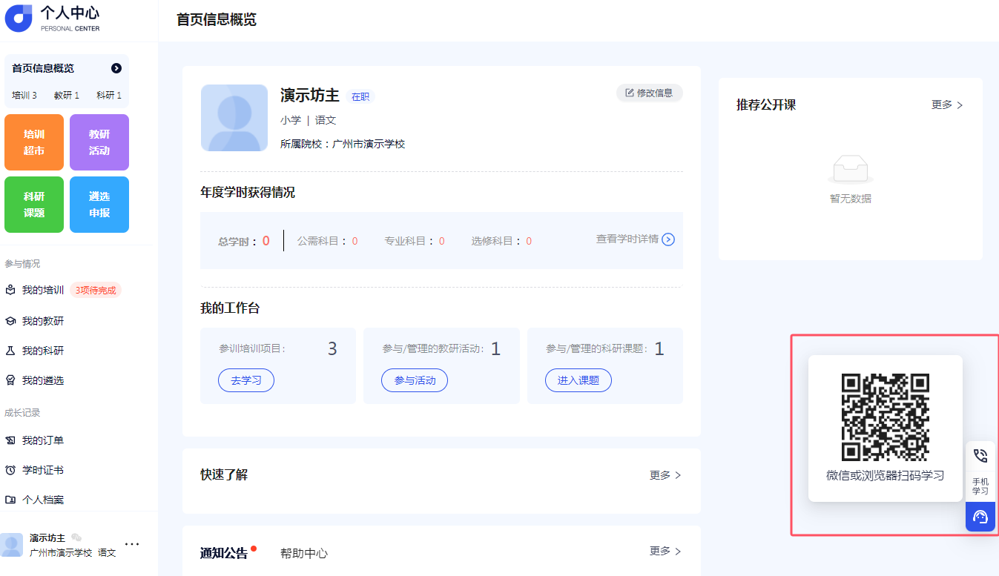 个人中心
PERSONAL CENTER
首页信息概览
首页信息概览
培训 3 教研 1 科研 1
培训
超市
教研
活动
科研
课题
遴选
申报
参与情况
我的培训 3项待完成
我的教研
我的科研
我的遴选
成长记录
我的订单
学时证书
个人档案
演示坊主
广州市演示学校 语文
演示坊主 在职
修改信息
小学 | 语文
所属院校：广州市演示学校
年度学时获得情况
总学时： 0 公需科目： 0 专业科目： 0 选修科目： 0 查看学时详情
我的工作台
参训培训项目: 3
去学习
参与/管理的教研活动: 1
参与活动
参与/管理的科研课题: 1
进入课题
快速了解 更多
通知公告 帮助中心 更多
推荐公开课 更多
暂无数据
微信或浏览器扫码学习
手机
学习